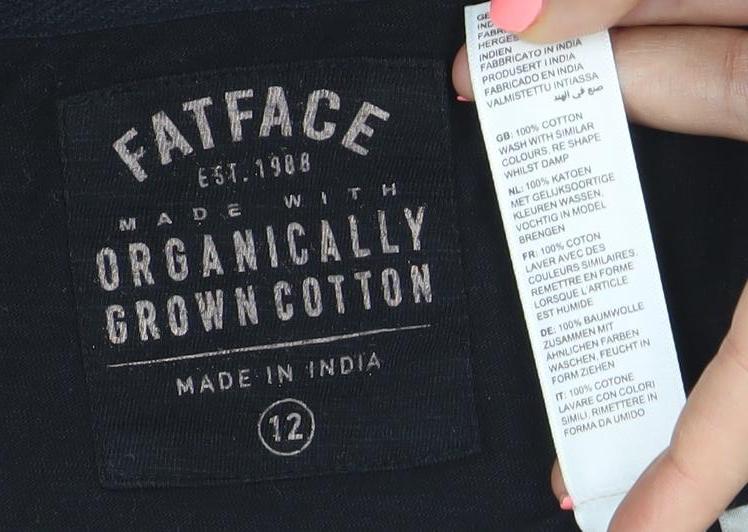 FATFACE
EST. 1988
MADE WITH
ORGANICALLY
GROWN COTTON
MADE IN INDIA
12
HERGES
INDIEN
FABBRICATO IN INDIA
PRODUSERT I INDIA
FABRICADO EN INDIA
VALMISTETTU INTIASSA
صنع في الهند
GB: 100% COTTON
WASH WITH SIMILAR
COLOURS, RE SHAPE
WHILST DAMP
NL: 100% KATOEN
MET GELIJKSOORTIGE
KLEUREN WASSEN,
VOCHTIG IN MODEL
BRENGEN
FR: 100% COTON
LAVER AVEC DES
COULEURS SIMILAIRES.
REMETTRE EN FORME
LORSQUE L'ARTICLE
EST HUMIDE
DE: 100% BAUMWOLLE
ZUSAMMEN MIT
ÄHNLICHEN FARBEN
WASCHEN, FEUCHT IN
FORM ZIEHEN
IT: 100% COTONE
LAVARE CON COLORI
SIMILI, RIMETTERE IN
FORMA DA UMIDO